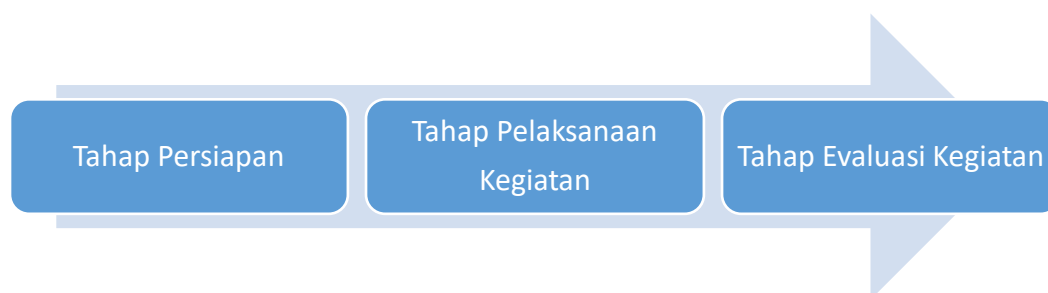 Tahap Persiapan
Tahap Pelaksanaan
Kegiatan
Tahap Evaluasi Kegiatan